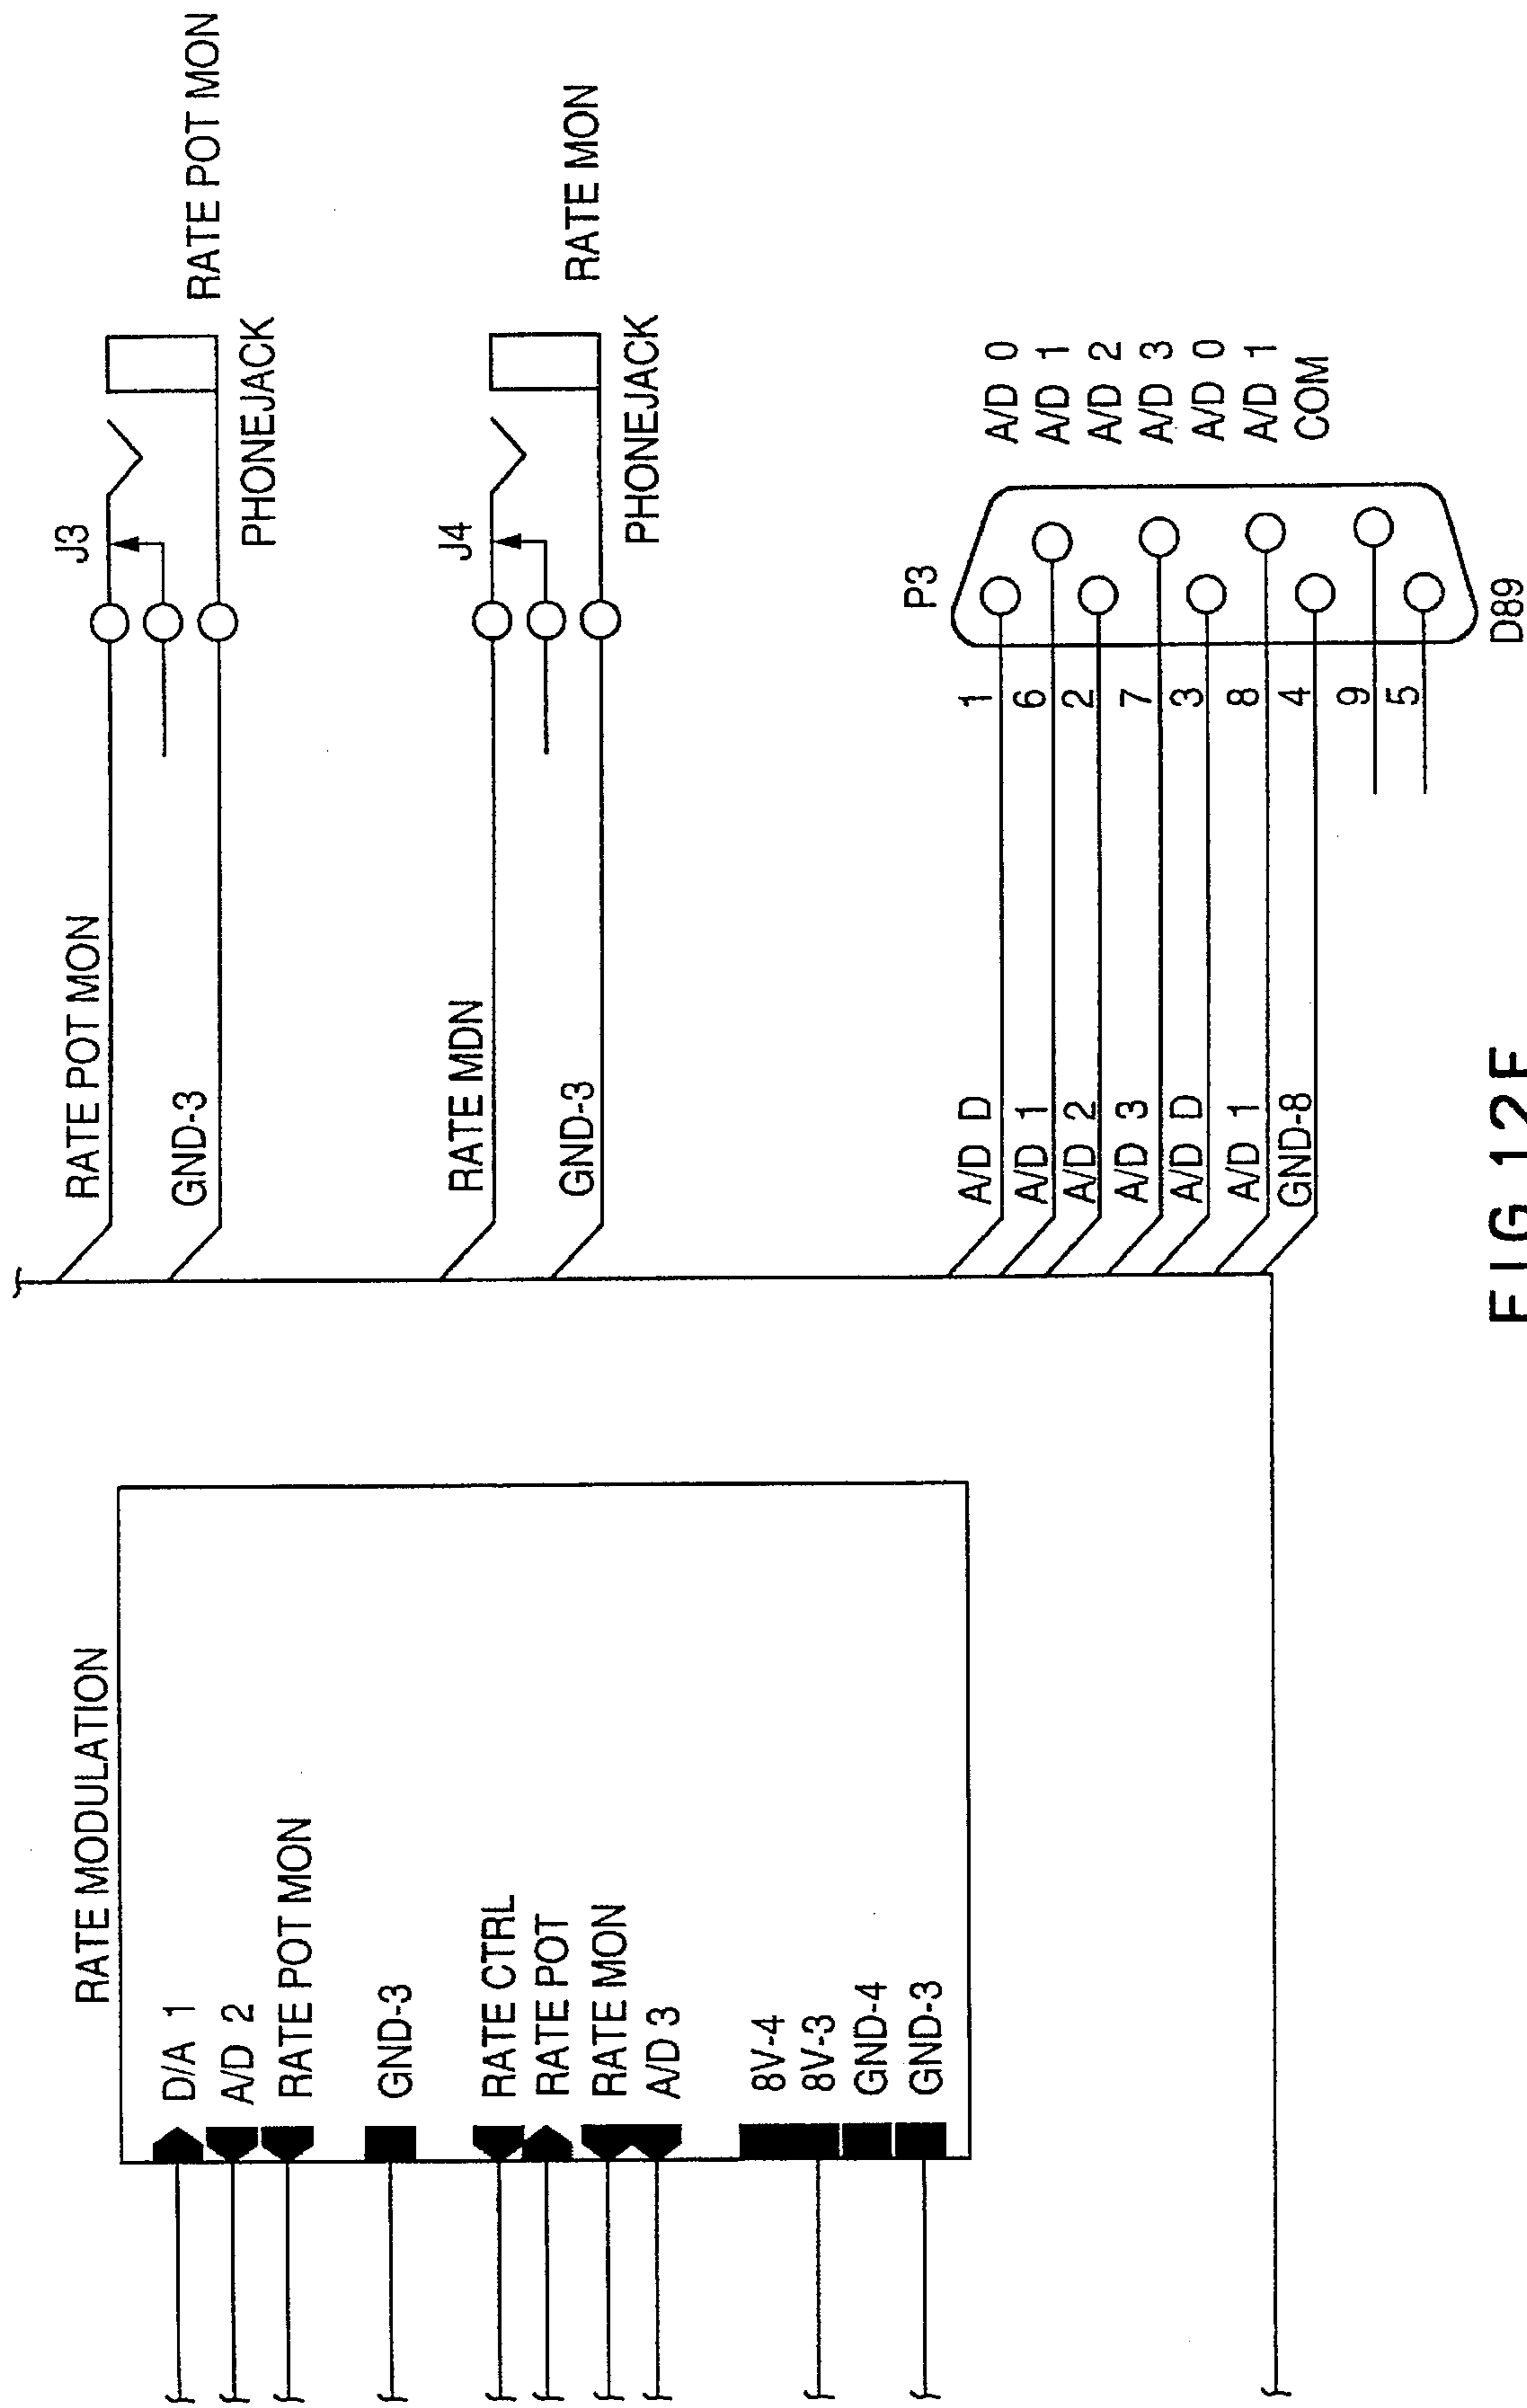 RATE MODULATION
D/A 1
A/D 2
RATE POT MON
GND-3
RATE CTRL
RATE POT
RATE MON
A/D 3
8V-4
8V-3
GND-4
GND-3
RATE POT MON
J3
RATE POT MON
GND-3
PHONEJACK
RATE MDN
J4
RATE MON
GND-3
PHONEJACK
P3
A/D D
1
A/D 0
A/D 1
6
A/D 1
A/D 2
2
A/D 2
A/D 3
7
A/D 3
A/D D
3
A/D 0
A/D 1
8
A/D 1
GND-8
4
COM
9
5
D89